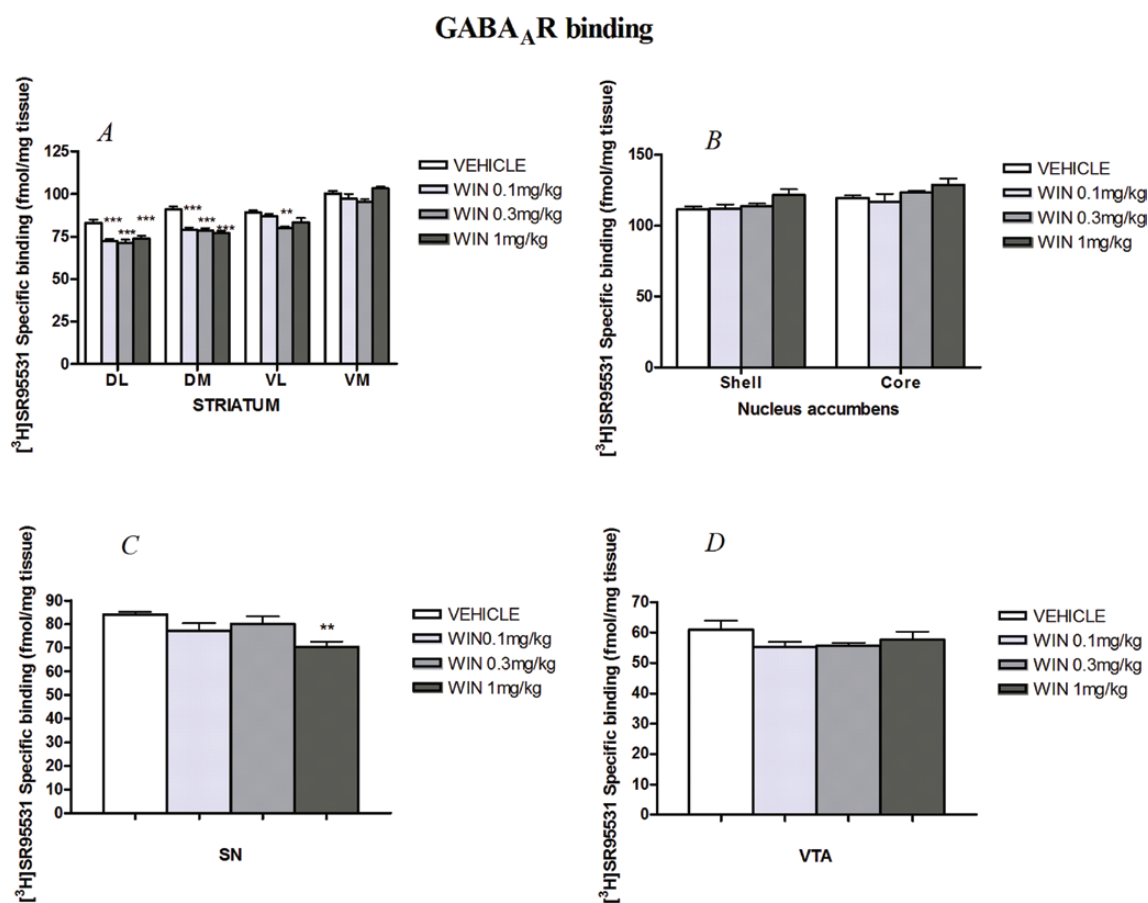 GABA_AR binding
[³H]SR95531 Specific binding (fmol/mg tissue)
A
125
100
75
50
25
0
*** *** ***
*** *** ***
**
DL DM VL VM
STRIATUM
VEHICLE
WIN 0.1mg/kg
WIN 0.3mg/kg
WIN 1mg/kg
[³H]SR95531 Specific binding (fmol/mg tissue)
B
150
100
50
0
Shell Core
Nucleus accumbens
VEHICLE
WIN 0.1mg/kg
WIN 0.3mg/kg
WIN 1mg/kg
[³H]SR95531 Specific binding (fmol/mg tissue)
C
90
80
70
60
50
40
30
20
10
0
**
SN
VEHICLE
WIN0.1mg/kg
WIN 0.3mg/kg
WIN 1mg/kg
[³H]SR95531 Specific binding (fmol/mg tissue)
D
70
60
50
40
30
20
10
0
VTA
VEHICLE
WIN 0.1mg/kg
WIN 0.3mg/kg
WIN 1mg/kg